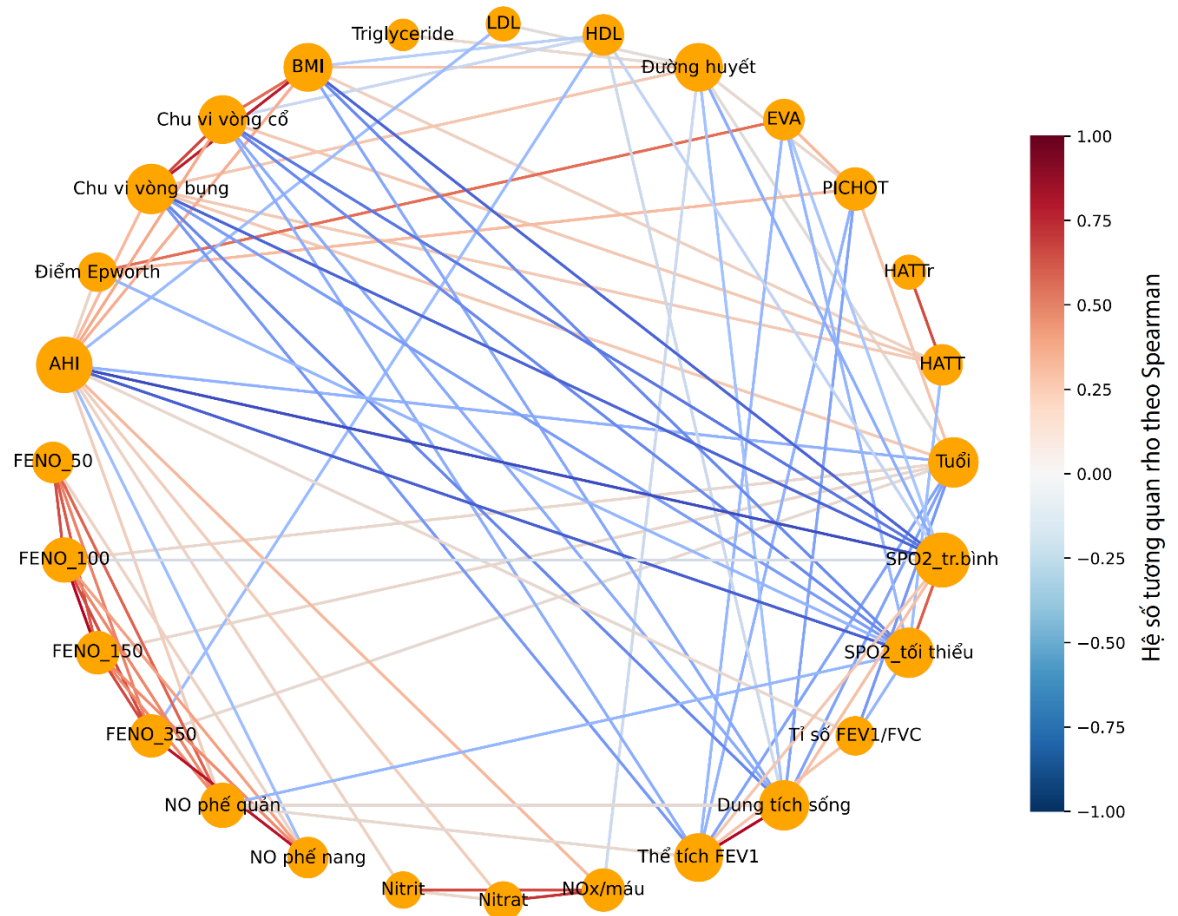 LDL
Triglyceride
HDL
BMI
Đường huyết
Chu vi vòng cổ
EVA
Chu vi vòng bụng
PICHOT
Điểm Epworth
HATTr
AHI
HATT
FENO_50
Tuổi
FENO_100
SPO2_tr.bình
FENO_150
SPO2_tối thiểu
FENO_350
Tỉ số FEV1/FVC
NO phế quản
Dung tích sống
NO phế nang
Thể tích FEV1
Nitrit
Nitrat
NOx/máu
1.00
0.75
0.50
0.25
0.00
−0.25
−0.50
−0.75
−1.00
Hệ số tương quan rho theo Spearman